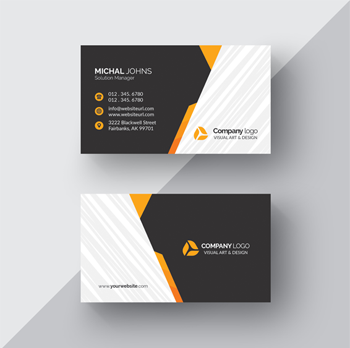 MICHAL JOHNS
Solution Manager
012 . 345. 6780
012 . 345. 6780
info@websiteurl.com
www.websiteurl.com
3222 Blackwell Street
Fairbanks, AK 99701
Company logo
VISUAL ART & DESIGN
COMPANY LOGO
VISUAL ART & DESIGN
www.yourwebsite.com